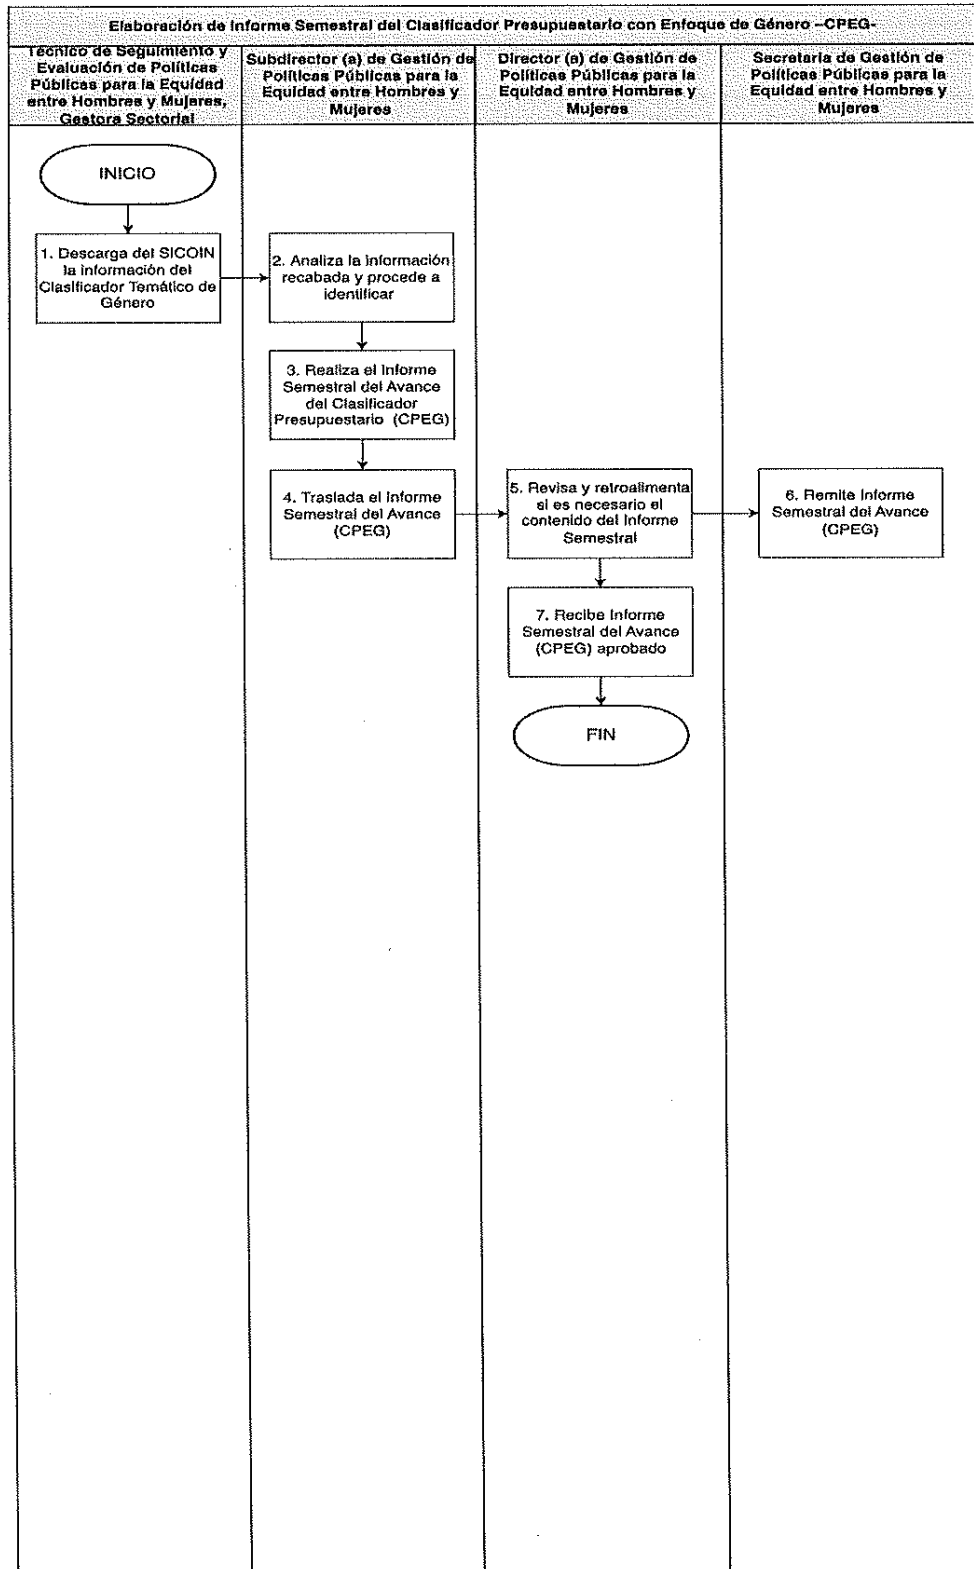 Elaboración de Informe Semestral del Clasificador Presupuestario con Enfoque de Género –CPEG-
Técnico de Seguimiento y
Evaluación de Políticas
Públicas para la Equidad
entre Hombres y Mujeres,
Gestora Sectorial
Subdirector (a) de Gestión de
Políticas Públicas para la
Equidad entre Hombres y
Mujeres
Director (a) de Gestión de
Políticas Públicas para la
Equidad entre Hombres y
Mujeres
Secretaria de Gestión de
Políticas Públicas para la
Equidad entre Hombres y
Mujeres
INICIO
1. Descarga del SICOIN
la información del
Clasificador Temático de
Género
2. Analiza la información
recabada y procede a
identificar
3. Realiza el Informe
Semestral del Avance
del Clasificador
Presupuestario (CPEG)
4. Traslada el Informe
Semestral del Avance
(CPEG)
5. Revisa y retroalimenta
si es necesario el
contenido del Informe
Semestral
6. Remite Informe
Semestral del Avance
(CPEG)
7. Recibe Informe
Semestral del Avance
(CPEG) aprobado
FIN